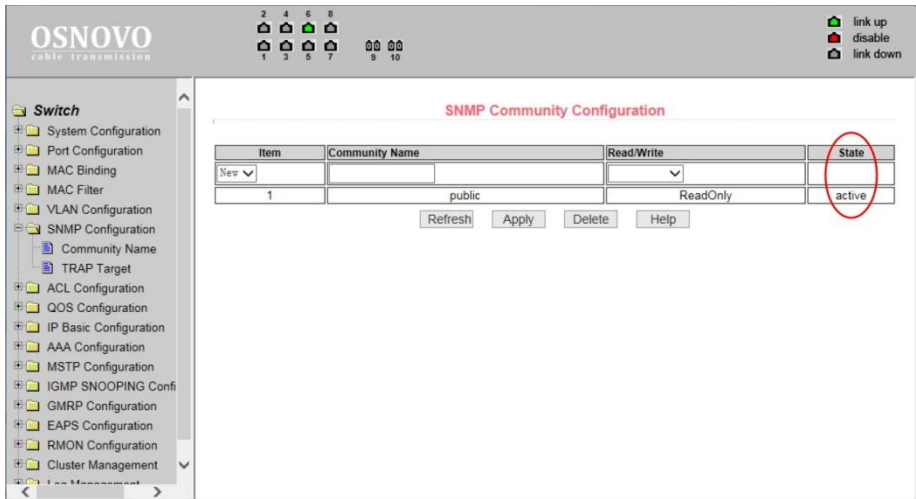 OSNOVO
cable transmission
2 4 6 8
1 3 5 7 9 10
link up
disable
link down
Switch
System Configuration
Port Configuration
MAC Binding
MAC Filter
VLAN Configuration
SNMP Configuration
Community Name
TRAP Target
ACL Configuration
QOS Configuration
IP Basic Configuration
AAA Configuration
MSTP Configuration
IGMP SNOOPING Confi
GMRP Configuration
EAPS Configuration
RMON Configuration
Cluster Management
Log Management
SNMP Community Configuration
Item Community Name Read/Write State
New
1 public ReadOnly active
Refresh Apply Delete Help